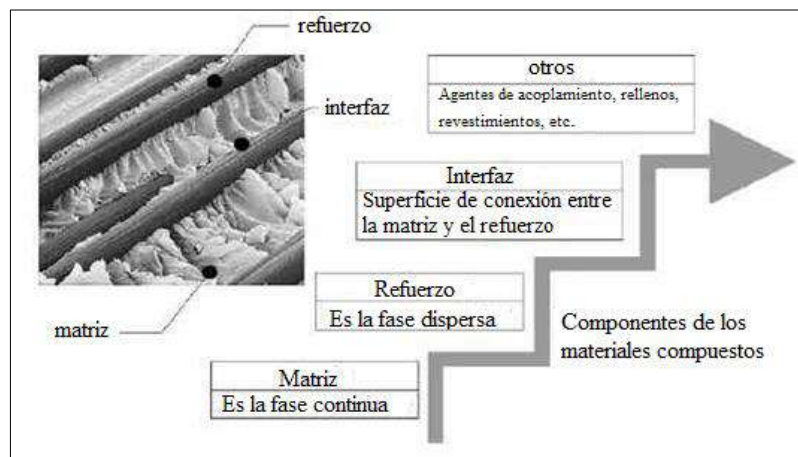 refuerzo
interfaz
matriz
otros
Agentes de acoplamiento, rellenos,
revestimientos, etc.
Interfaz
Superficie de conexión entre
la matriz y el refuerzo
Refuerzo
Es la fase dispersa
Matriz
Es la fase continua
Componentes de los
materiales compuestos